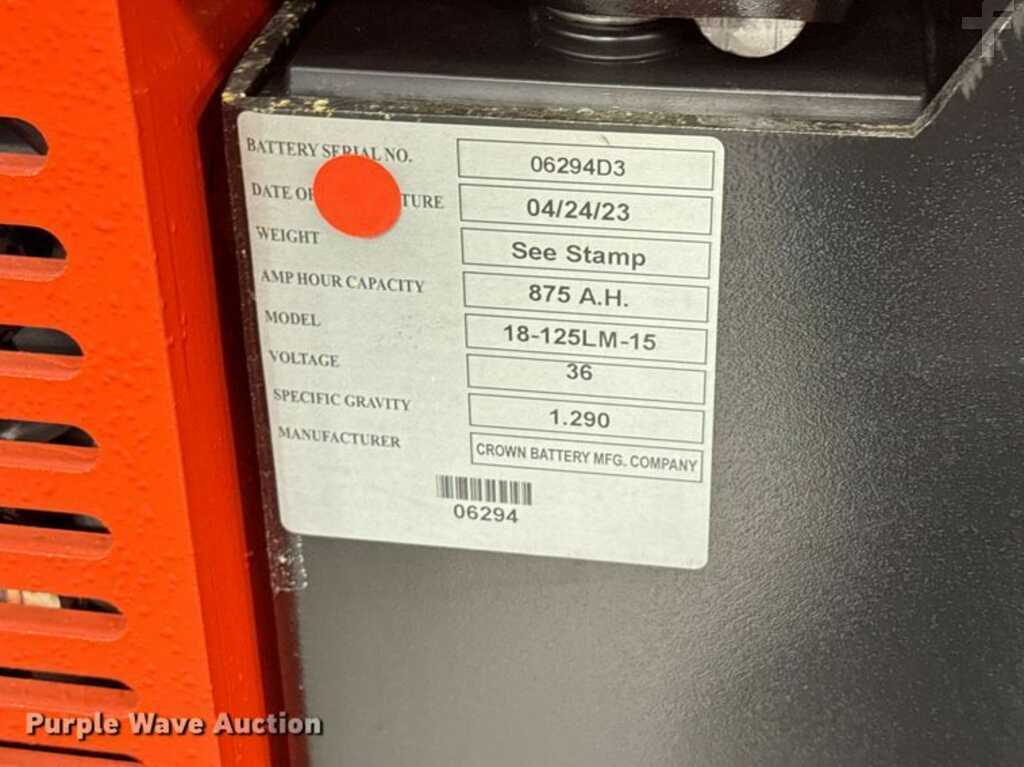 BATTERY SERIAL NO. 06294D3
DATE OF TURE 04/24/23
WEIGHT See Stamp
AMP HOUR CAPACITY 875 A.H.
MODEL 18-125LM-15
VOLTAGE 36
SPECIFIC GRAVITY 1.290
MANUFACTURER CROWN BATTERY MFG. COMPANY
06294
Purple Wave Auction